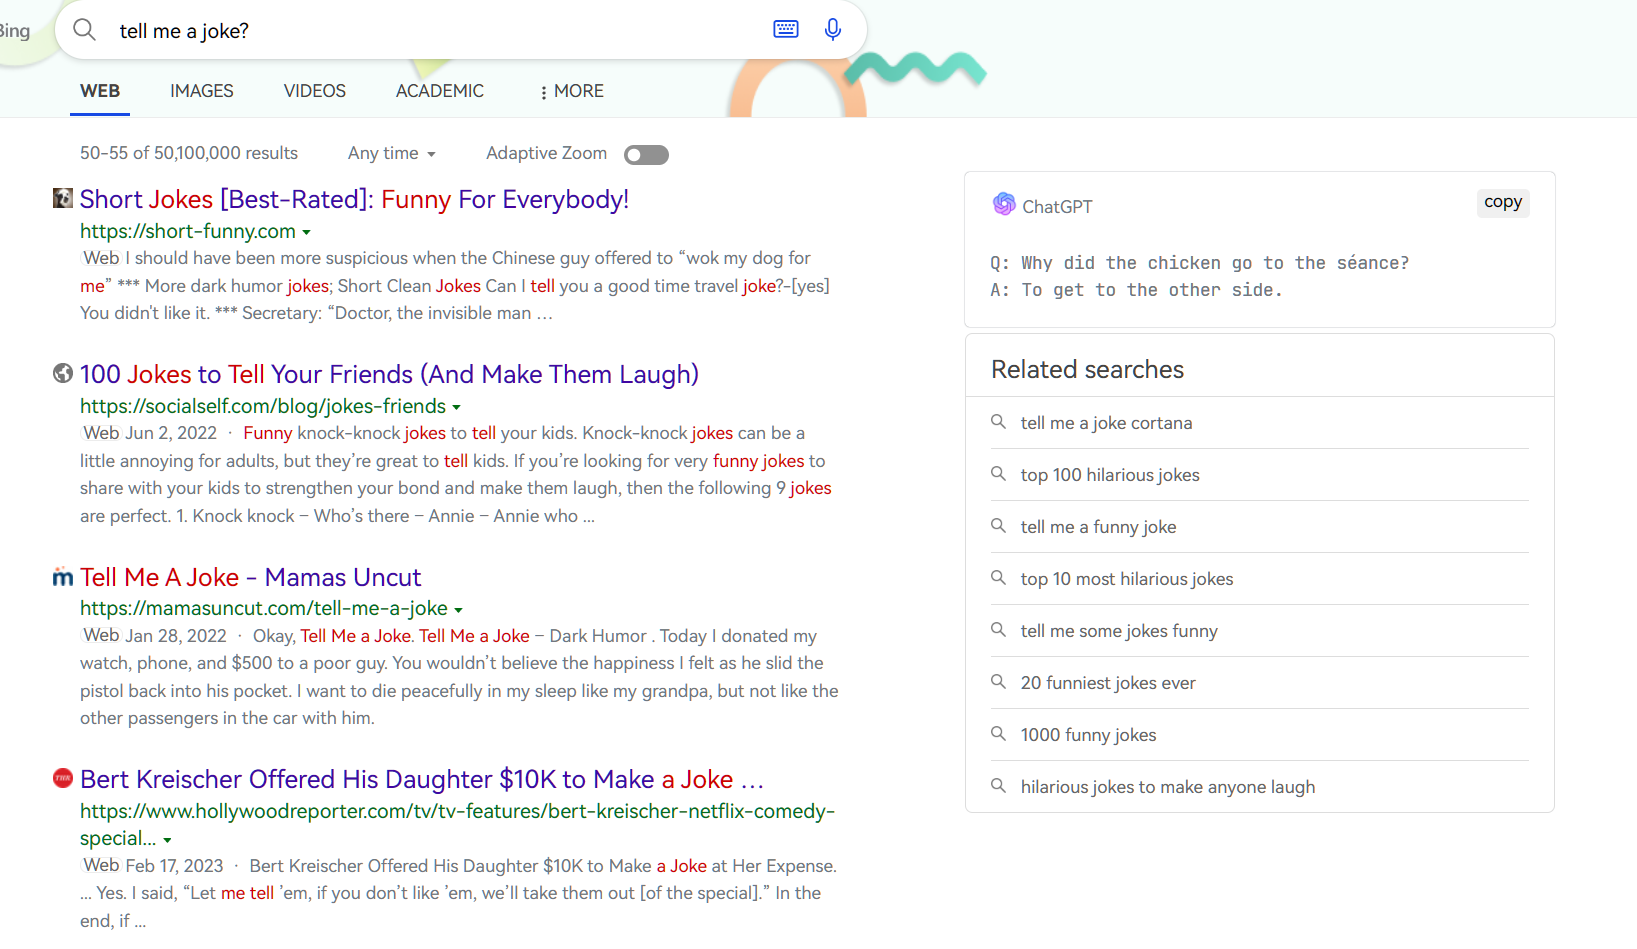 Bing
tell me a joke?
WEB IMAGES VIDEOS ACADEMIC MORE
50-55 of 50,100,000 results Any time Adaptive Zoom
Short Jokes [Best-Rated]: Funny For Everybody!
https://short-funny.com
Web I should have been more suspicious when the Chinese guy offered to “wok my dog for
me” *** More dark humor jokes; Short Clean Jokes Can I tell you a good time travel joke?-[yes]
You didn't like it. *** Secretary: “Doctor, the invisible man …
100 Jokes to Tell Your Friends (And Make Them Laugh)
https://socialself.com/blog/jokes-friends
Web Jun 2, 2022 · Funny knock-knock jokes to tell your kids. Knock-knock jokes can be a
little annoying for adults, but they’re great to tell kids. If you’re looking for very funny jokes to
share with your kids to strengthen your bond and make them laugh, then the following 9 jokes
are perfect. 1. Knock knock – Who’s there – Annie – Annie who ...
Tell Me A Joke - Mamas Uncut
https://mamasuncut.com/tell-me-a-joke
Web Jan 28, 2022 · Okay, Tell Me a Joke. Tell Me a Joke – Dark Humor . Today I donated my
watch, phone, and $500 to a poor guy. You wouldn’t believe the happiness I felt as he slid the
pistol back into his pocket. I want to die peacefully in my sleep like my grandpa, but not like the
other passengers in the car with him.
THR
Bert Kreischer Offered His Daughter $10K to Make a Joke …
https://www.hollywoodreporter.com/tv/tv-features/bert-kreischer-netflix-comedy-
special...
Web Feb 17, 2023 · Bert Kreischer Offered His Daughter $10K to Make a Joke at Her Expense.
... Yes. I said, “Let me tell ’em, if you don’t like ’em, we’ll take them out [of the special].” In the
end, if ...
ChatGPT
copy
Q: Why did the chicken go to the séance?
A: To get to the other side.
Related searches
tell me a joke cortana
top 100 hilarious jokes
tell me a funny joke
top 10 most hilarious jokes
tell me some jokes funny
20 funniest jokes ever
1000 funny jokes
hilarious jokes to make anyone laugh